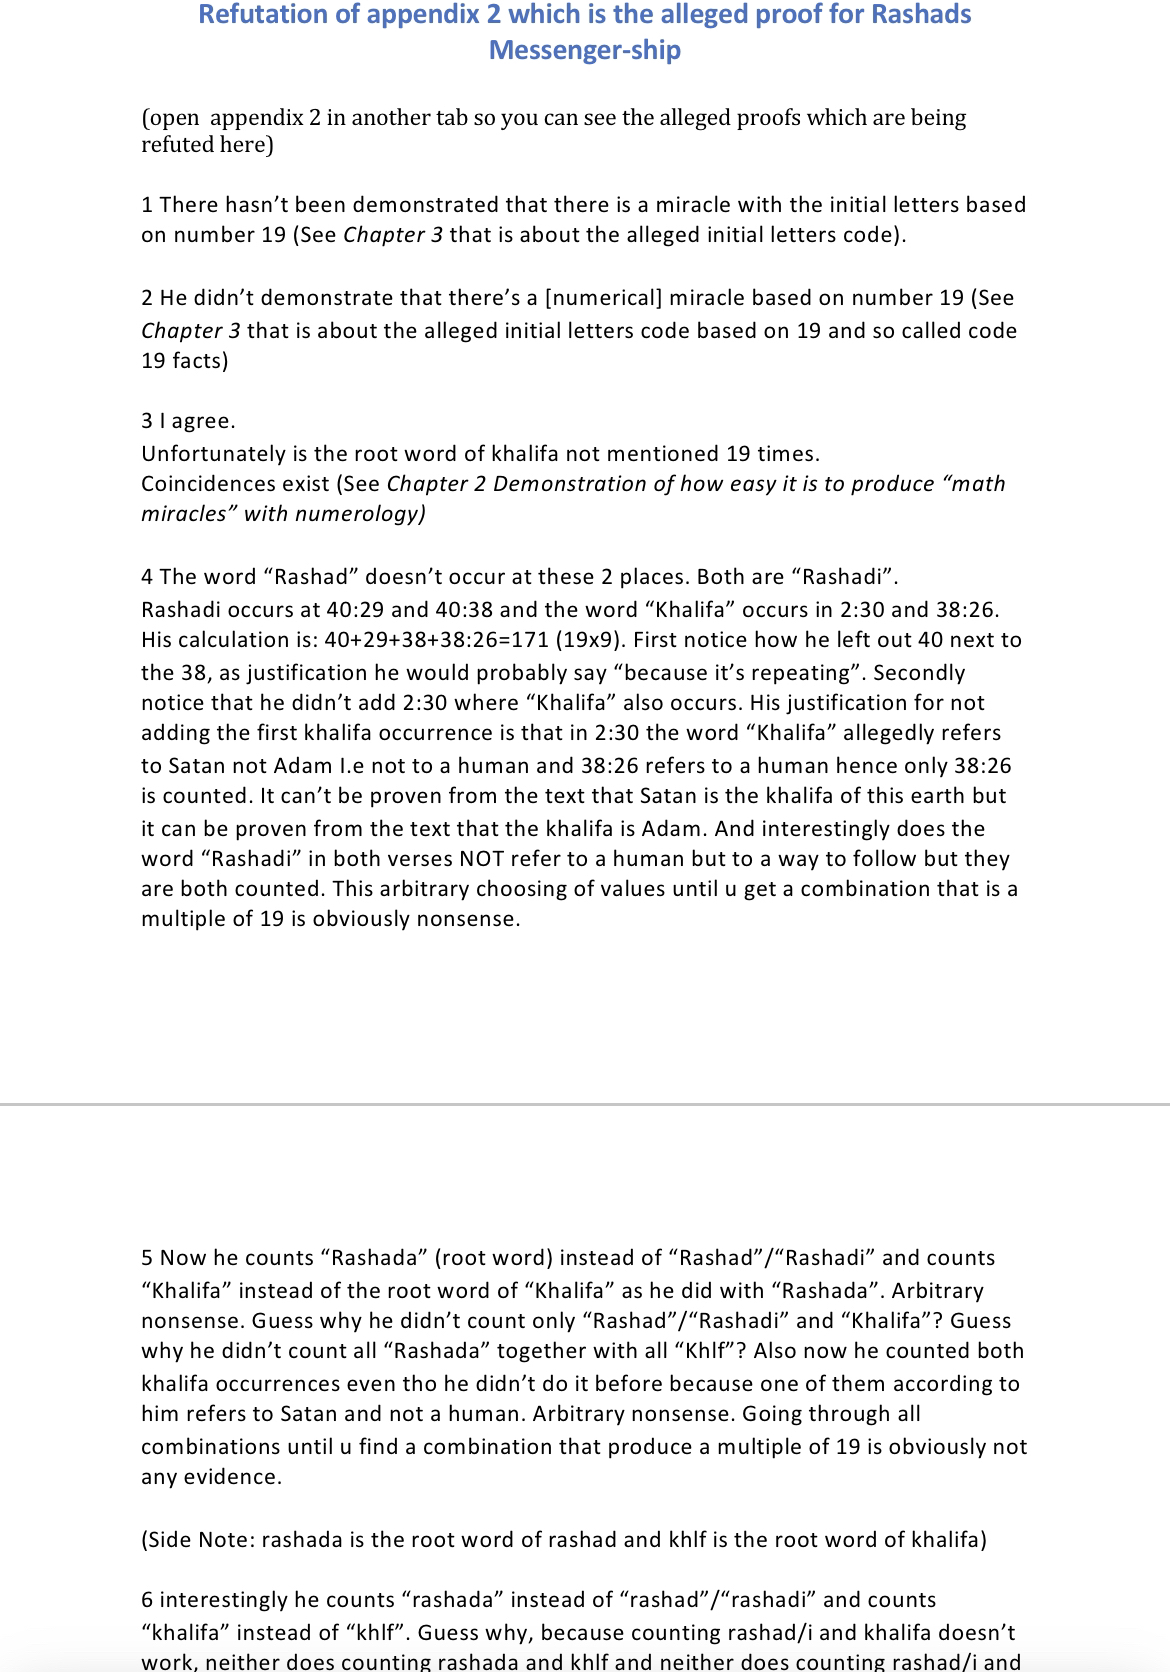 Refutation of appendix 2 which is the alleged proof for Rashads
Messenger-ship
(open  appendix 2 in another tab so you can see the alleged proofs which are being
refuted here)
1 There hasn’t been demonstrated that there is a miracle with the initial letters based
on number 19 (See Chapter 3 that is about the alleged initial letters code).
2 He didn’t demonstrate that there’s a [numerical] miracle based on number 19 (See
Chapter 3 that is about the alleged initial letters code based on 19 and so called code
19 facts)
3 I agree.
Unfortunately is the root word of khalifa not mentioned 19 times.
Coincidences exist (See Chapter 2 Demonstration of how easy it is to produce “math
miracles” with numerology)
4 The word “Rashad” doesn’t occur at these 2 places. Both are “Rashadi”.
Rashadi occurs at 40:29 and 40:38 and the word “Khalifa” occurs in 2:30 and 38:26.
His calculation is: 40+29+38+38:26=171 (19x9). First notice how he left out 40 next to
the 38, as justification he would probably say “because it’s repeating”. Secondly
notice that he didn’t add 2:30 where “Khalifa” also occurs. His justification for not
adding the first khalifa occurrence is that in 2:30 the word “Khalifa” allegedly refers
to Satan not Adam I.e not to a human and 38:26 refers to a human hence only 38:26
is counted. It can’t be proven from the text that Satan is the khalifa of this earth but
it can be proven from the text that the khalifa is Adam. And interestingly does the
word “Rashadi” in both verses NOT refer to a human but to a way to follow but they
are both counted. This arbitrary choosing of values until u get a combination that is a
multiple of 19 is obviously nonsense.
5 Now he counts “Rashada” (root word) instead of “Rashad”/“Rashadi” and counts
“Khalifa” instead of the root word of “Khalifa” as he did with “Rashada”. Arbitrary
nonsense. Guess why he didn’t count only “Rashad”/“Rashadi” and “Khalifa”? Guess
why he didn’t count all “Rashada” together with all “Khlf”? Also now he counted both
khalifa occurrences even tho he didn’t do it before because one of them according to
him refers to Satan and not a human. Arbitrary nonsense. Going through all
combinations until u find a combination that produce a multiple of 19 is obviously not
any evidence.
(Side Note: rashada is the root word of rashad and khlf is the root word of khalifa)
6 interestingly he counts “rashada” instead of “rashad”/“rashadi” and counts
“khalifa” instead of “khlf”. Guess why, because counting rashad/i and khalifa doesn’t
work, neither does counting rashada and khlf and neither does counting rashad/i and